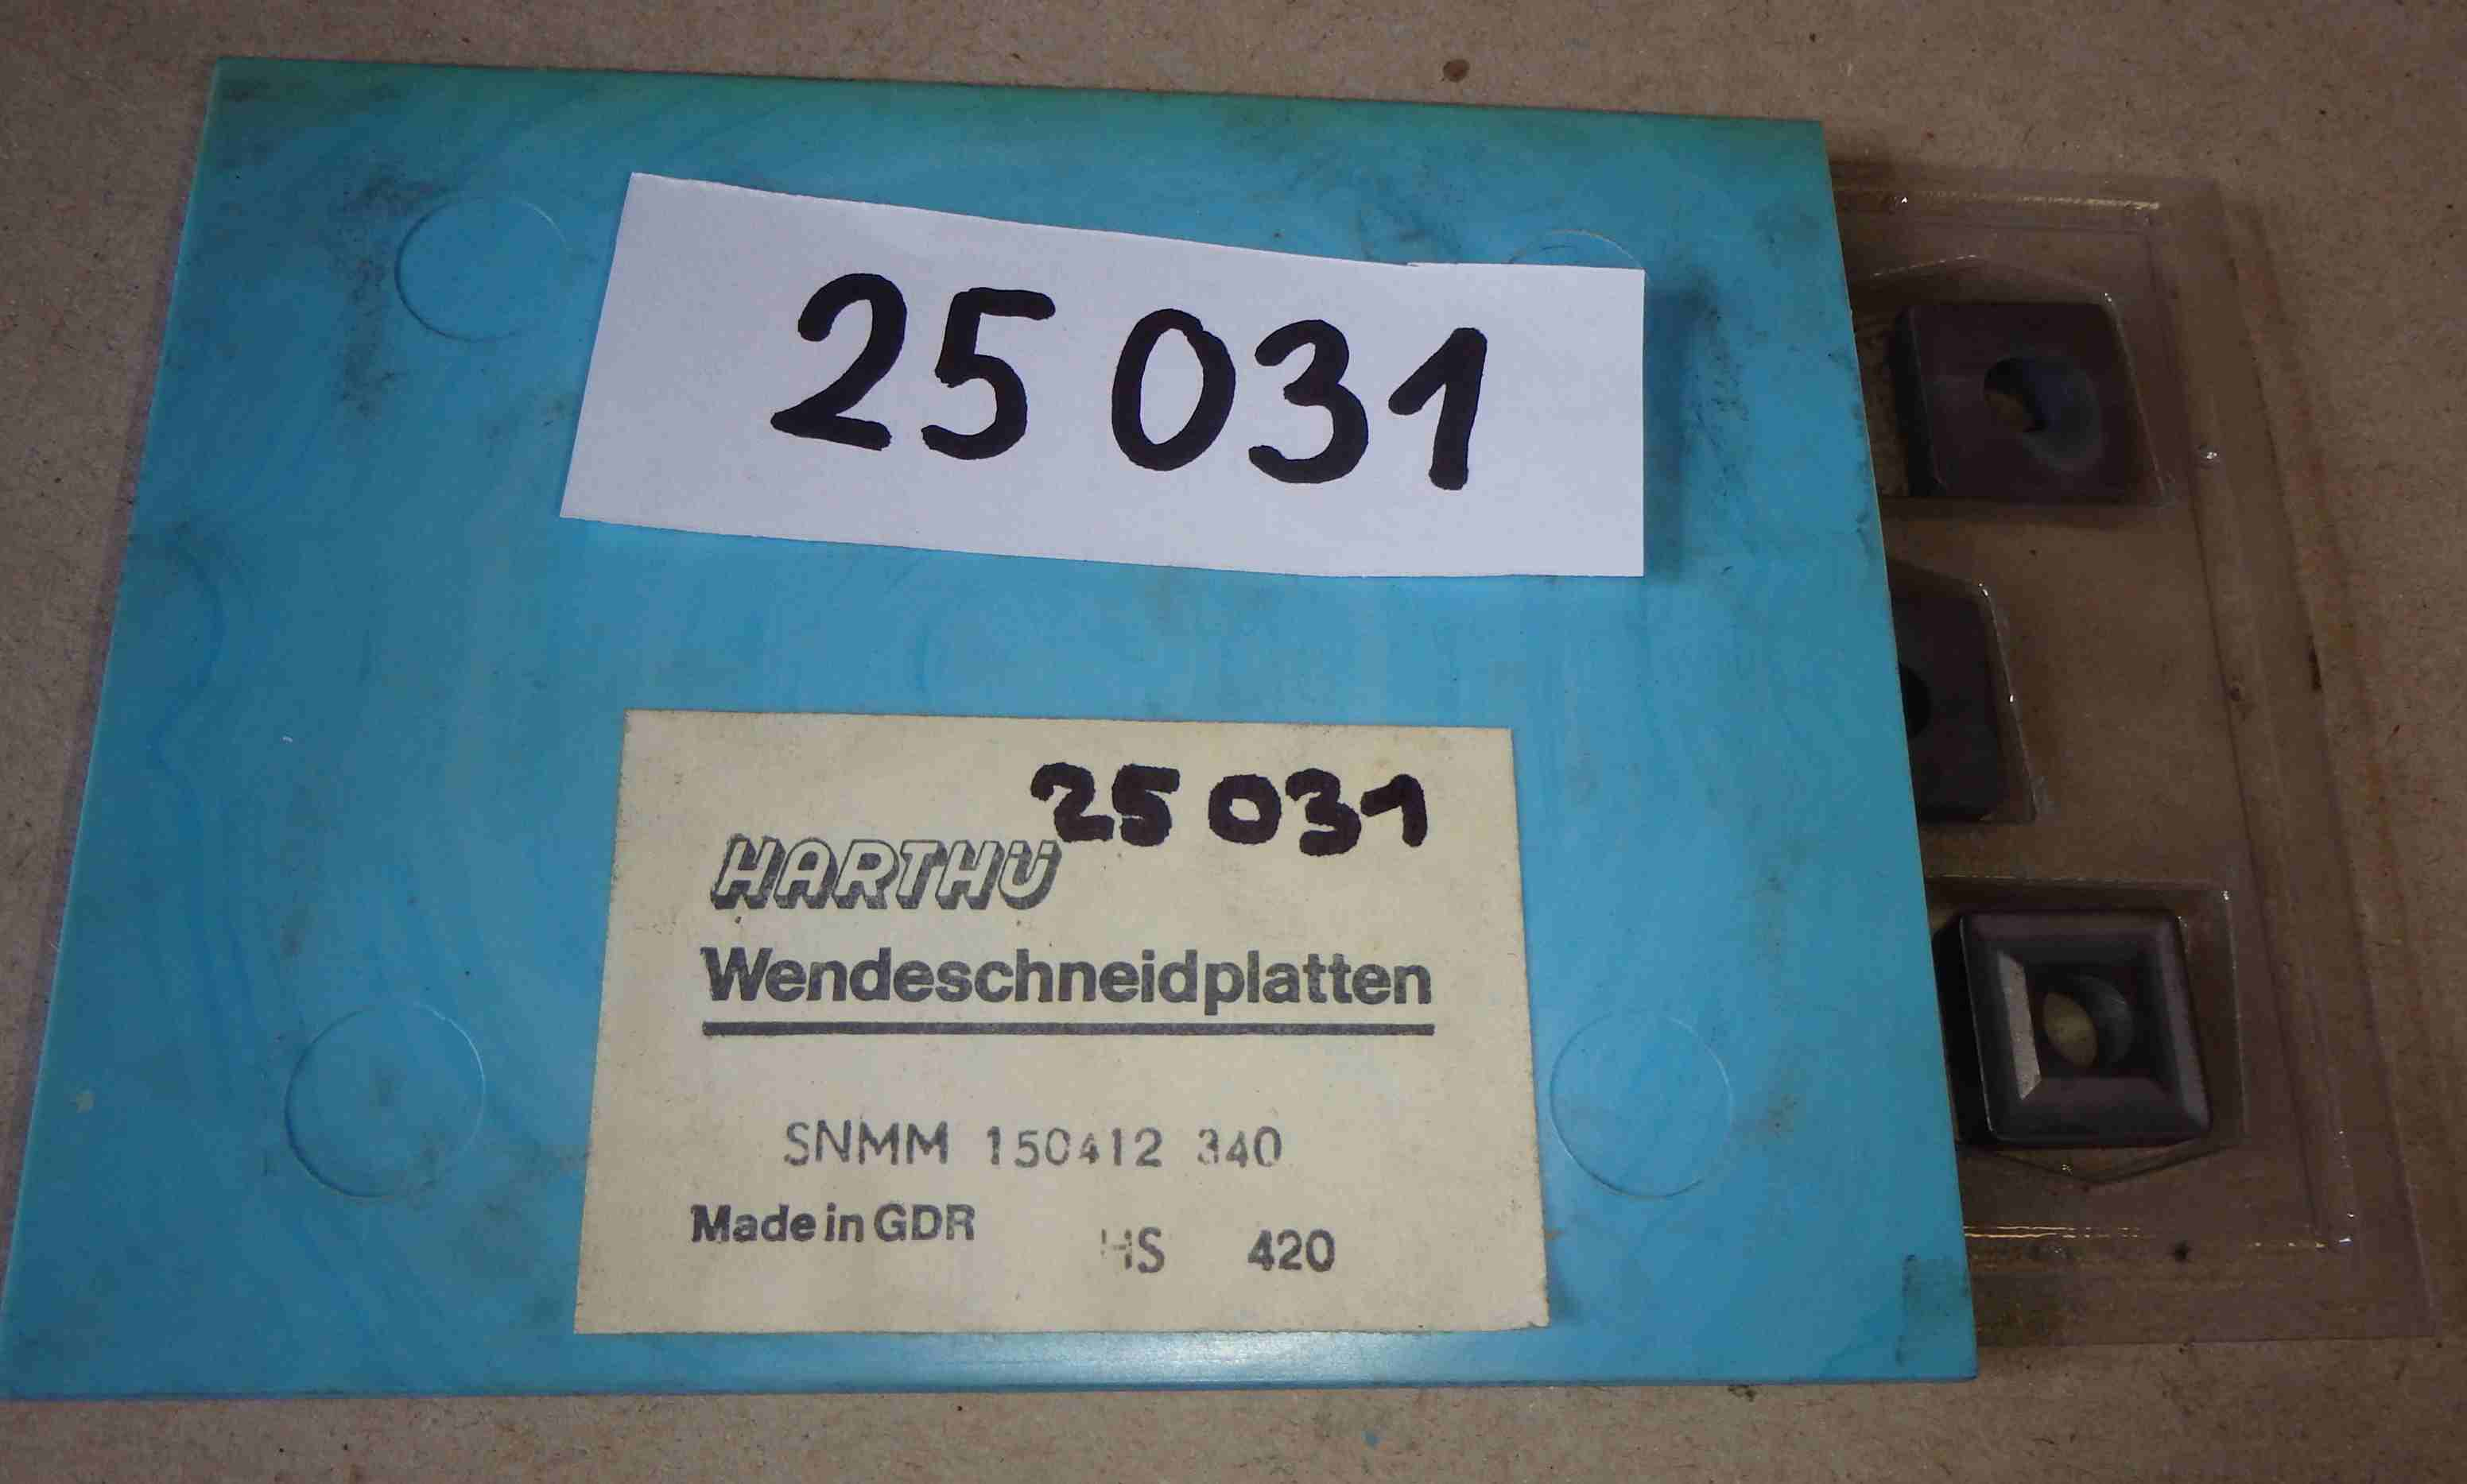 25 031
25 031
HARTHÜ
Wendeschneidplatten
SNMM 150412 340
Made in GDR HS 420